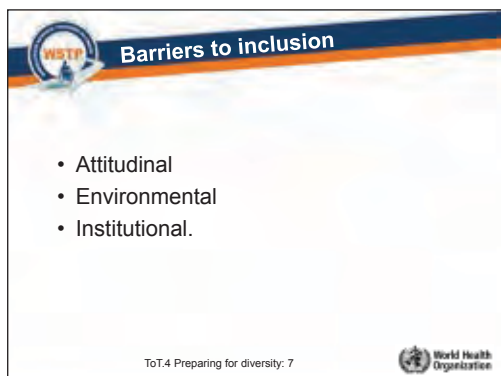 WSTP
Barriers to inclusion
• Attitudinal
• Environmental
• Institutional.
ToT.4 Preparing for diversity: 7
World Health
Organization